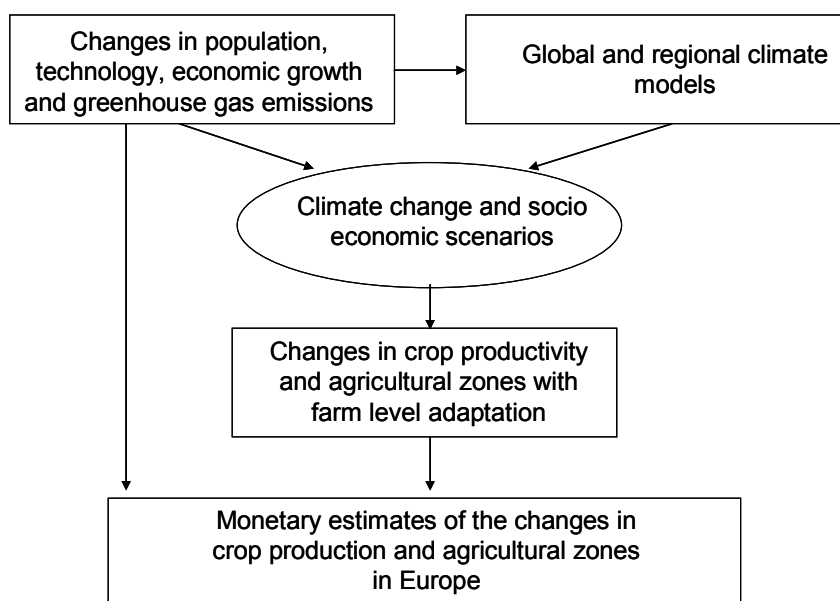 Changes in population,
technology, economic growth
and greenhouse gas emissions
Global and regional climate
models
Climate change and socio
economic scenarios
Changes in crop productivity
and agricultural zones with
farm level adaptation
Monetary estimates of the changes in
crop production and agricultural zones
in Europe